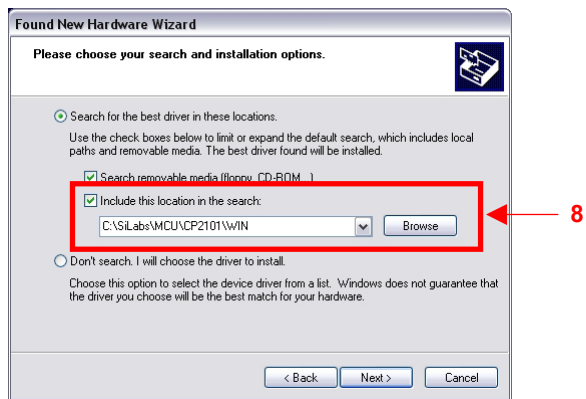 Found New Hardware Wizard
Please choose your search and installation options.
Search for the best driver in these locations.
Use the check boxes below to limit or expand the default search, which includes local
paths and removable media. The best driver found will be installed.
Search removable media (floppy, CD-ROM...)
Include this location in the search:
C:\SiLabs\MCU\CP2101\WIN
Browse
8
Don't search. I will choose the driver to install.
Choose this option to select the device driver from a list. Windows does not guarantee that
the driver you choose will be the best match for your hardware.
< Back Next > Cancel